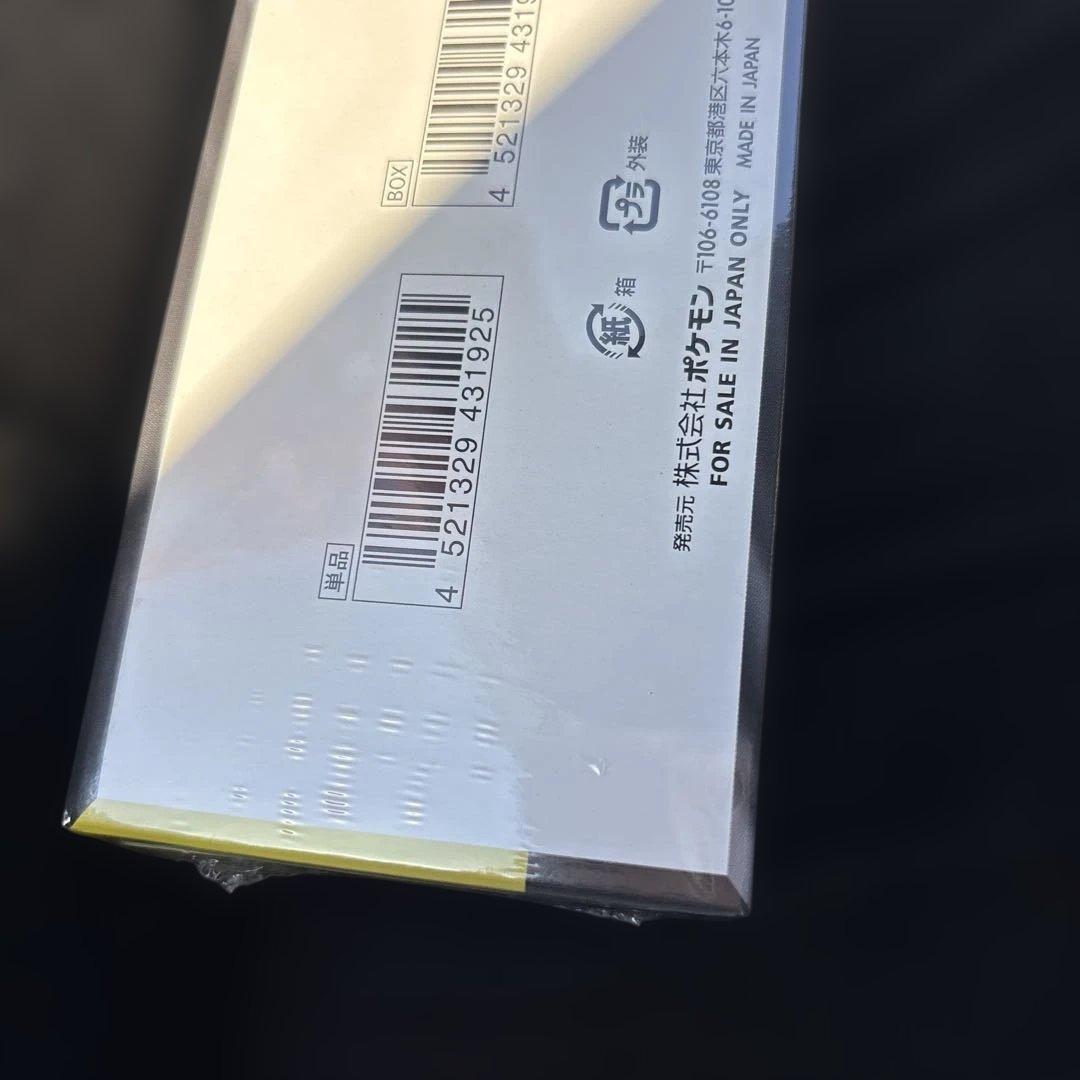 BOX
4 521329 4319
単品
4 521329 431925
プラ 外装
紙 箱
発売元 株式会社 ポケモン 〒106-6108 東京都港区六本木6-10
FOR SALE IN JAPAN ONLY MADE IN JAPAN